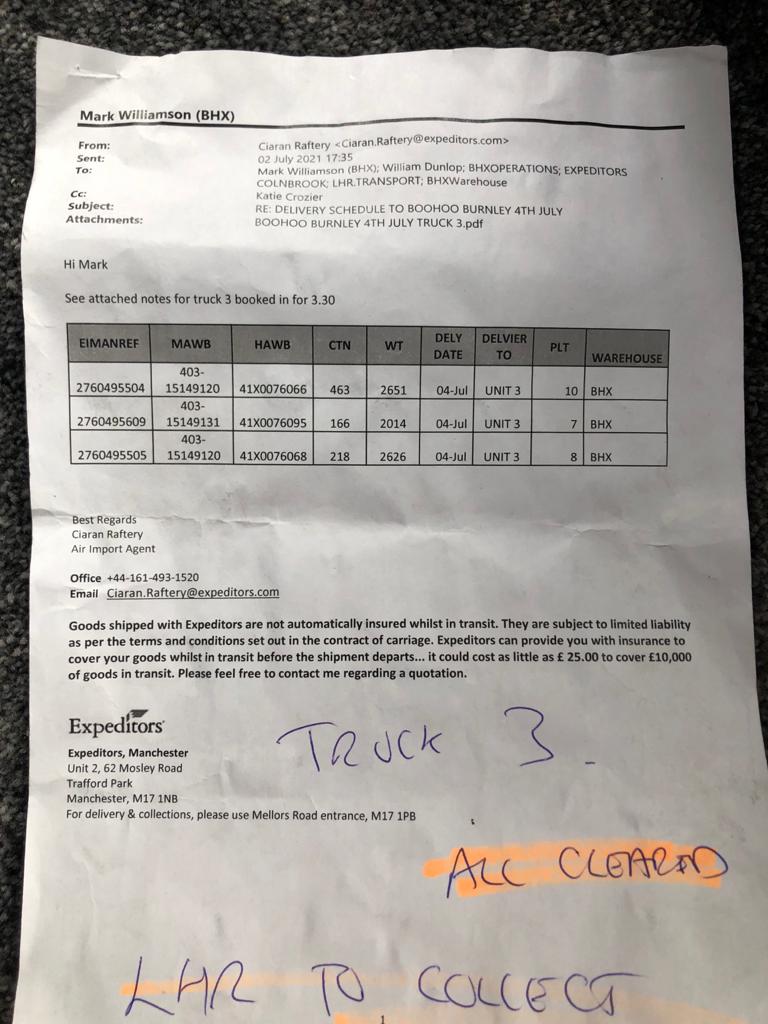 Mark Williamson (BHX)
From: Ciaran Raftery <Ciaran.Raftery@expeditors.com>
Sent: 02 July 2021 17:35
To: Mark Williamson (BHX); William Dunlop; BHXOPERATIONS; EXPEDITORS
COLNBROOK; LHR.TRANSPORT; BHXWarehouse
Cc: Katie Crozier
Subject: RE: DELIVERY SCHEDULE TO BOOHOO BURNLEY 4TH JULY
Attachments: BOOHOO BURNLEY 4TH JULY TRUCK 3.pdf
Hi Mark
See attached notes for truck 3 booked in for 3.30
EIMANREF MAWB HAWB CTN WT DELY DATE DELVIER TO PLT WAREHOUSE
2760495504 403-15149120 41X0076066 463 2651 04-Jul UNIT 3 10 BHX
2760495609 403-15149131 41X0076095 166 2014 04-Jul UNIT 3 7 BHX
2760495505 403-15149120 41X0076068 218 2626 04-Jul UNIT 3 8 BHX
Best Regards
Ciaran Raftery
Air Import Agent
Office +44-161-493-1520
Email Ciaran.Raftery@expeditors.com
Goods shipped with Expeditors are not automatically insured whilst in transit. They are subject to limited liability
as per the terms and conditions set out in the contract of carriage. Expeditors can provide you with insurance to
cover your goods whilst in transit before the shipment departs... it could cost as little as £ 25.00 to cover £10,000
of goods in transit. Please feel free to contact me regarding a quotation.
Expeditors
TRUCK 3
Expeditors, Manchester
Unit 2, 62 Mosley Road
Trafford Park
Manchester, M17 1NB
For delivery & collections, please use Mellors Road entrance, M17 1PB
ALL CLEARED
LHR TO COLLECT
1